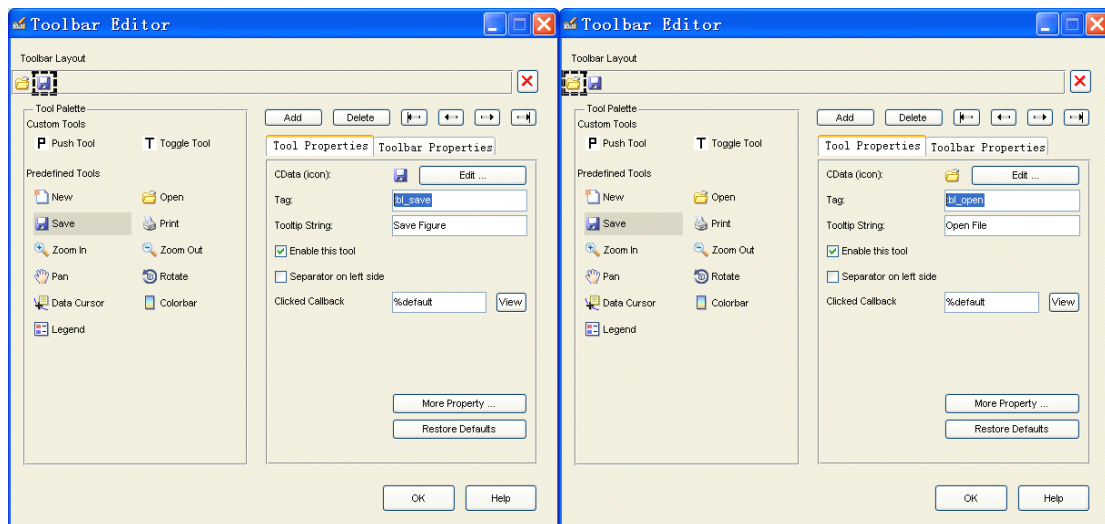 Toolbar Editor
Toolbar Layout
Tool Palette
Custom Tools
P Push Tool
T Toggle Tool
Predefined Tools
New
Open
Save
Print
Zoom In
Zoom Out
Pan
Rotate
Data Cursor
Colorbar
Legend
Add
Delete
Tool Properties
Toolbar Properties
CData (icon):
Edit ...
Tag:
tbl_save
Tooltip String:
Save Figure
Enable this tool
Separator on left side
Clicked Callback
%default
View
More Property ...
Restore Defaults
OK
Help
Toolbar Editor
Toolbar Layout
Tool Palette
Custom Tools
P Push Tool
T Toggle Tool
Predefined Tools
New
Open
Save
Print
Zoom In
Zoom Out
Pan
Rotate
Data Cursor
Colorbar
Legend
Add
Delete
Tool Properties
Toolbar Properties
CData (icon):
Edit ...
Tag:
tbl_open
Tooltip String:
Open File
Enable this tool
Separator on left side
Clicked Callback
%default
View
More Property ...
Restore Defaults
OK
Help